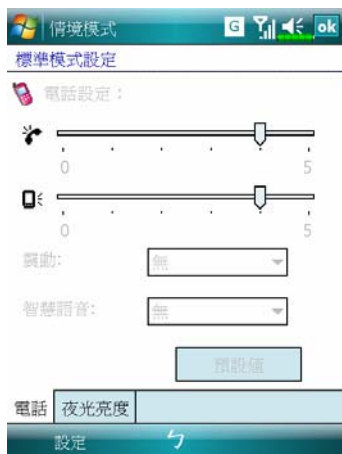 情境模式 G ok
標準模式設定
電話設定：
0 5
0 5
震動: 無
智慧語音: 無
預設值
電話 夜光亮度
設定 ㄅ